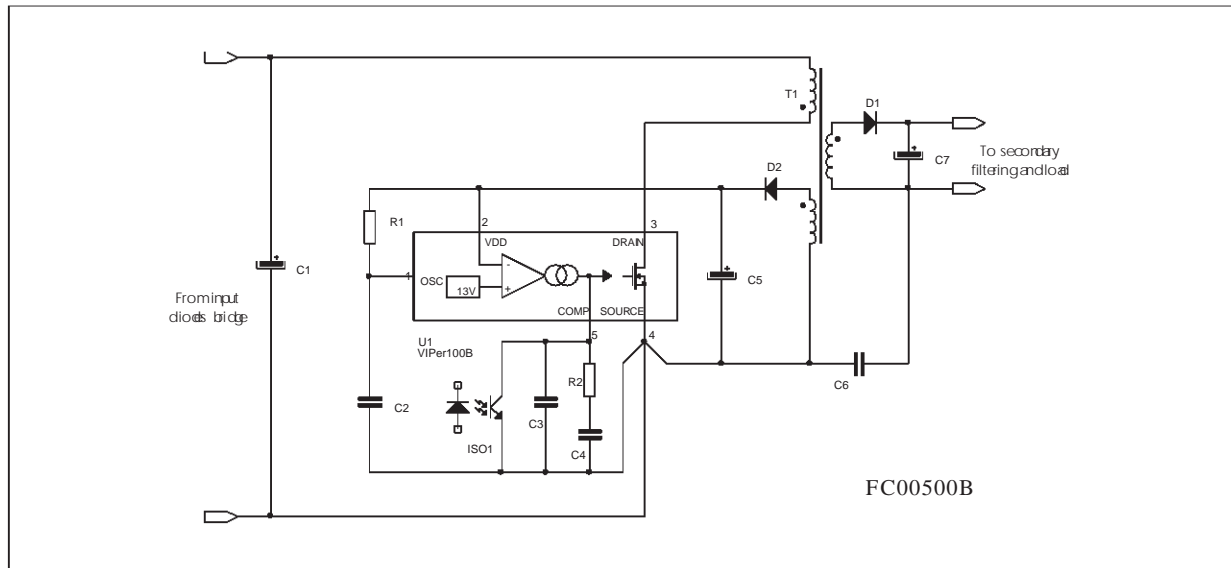 T1
D1
C7
To secondary
filtering and load
D2
R1
2
3
VDD
DRAIN
1
OSC
-
+
13V
COMP
SOURCE
C1
C5
From input
diodes bridge
U1
VIPer100B
5
4
R2
C6
C2
C3
ISO1
C4
FC00500B